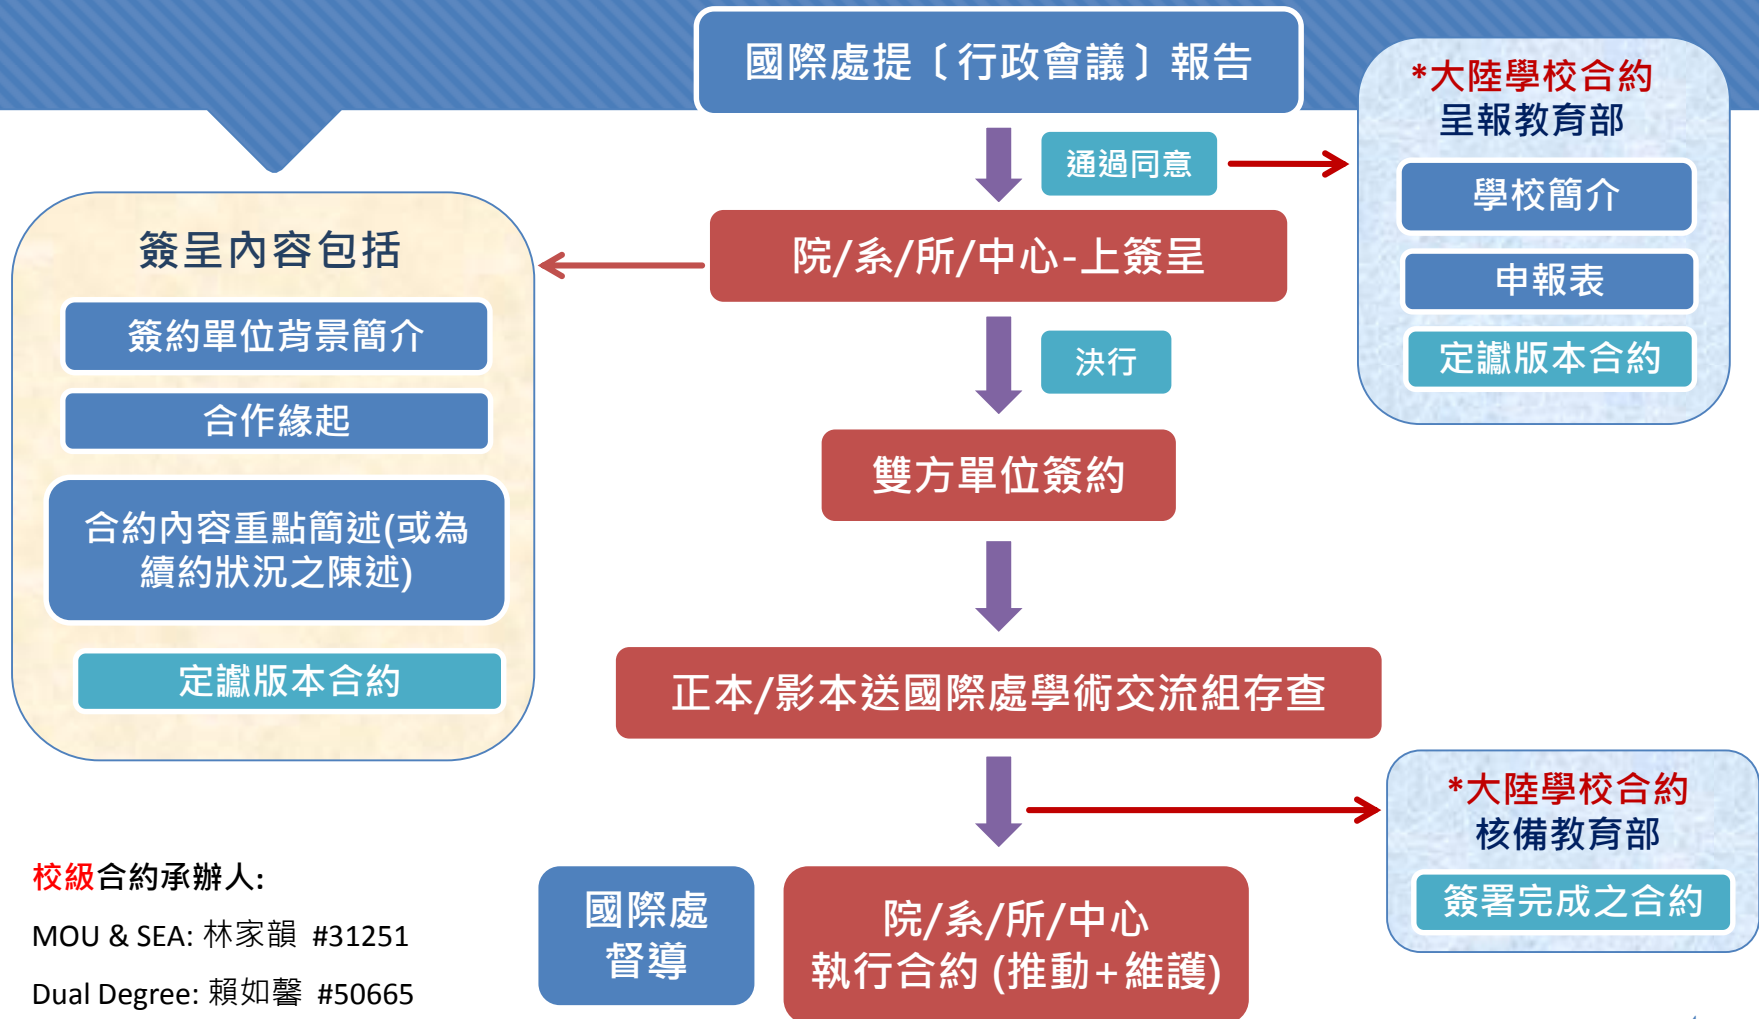 國際處提〔行政會議〕報告
通過同意
*大陸學校合約
呈報教育部
學校簡介
申報表
定讞版本合約
院/系/所/中心-上簽呈
簽呈內容包括
簽約單位背景簡介
合作緣起
合約內容重點簡述(或為
續約狀況之陳述)
定讞版本合約
決行
雙方單位簽約
正本/影本送國際處學術交流組存查
*大陸學校合約
核備教育部
簽署完成之合約
國際處
督導
院/系/所/中心
執行合約 (推動+維護)
校級合約承辦人:
MOU & SEA: 林家韻 #31251
Dual Degree: 賴如馨 #50665